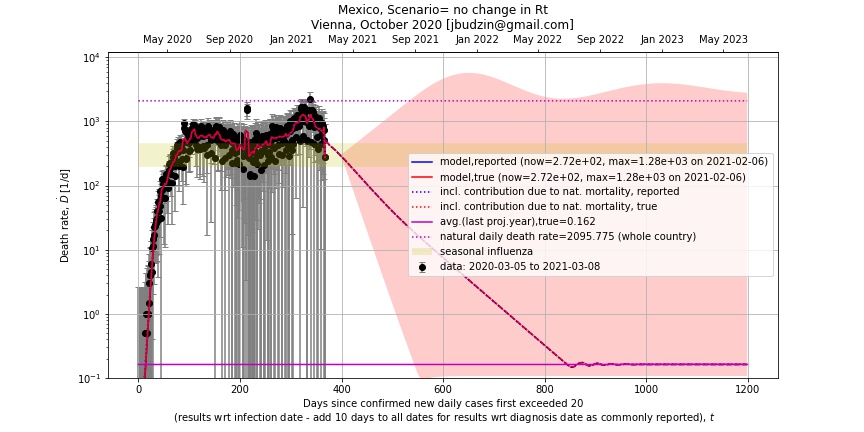 Mexico, Scenario= no change in Rt
Vienna, October 2020 [jbudzin@gmail.com]
May 2020 Sep 2020 Jan 2021 May 2021 Sep 2021 Jan 2022 May 2022 Sep 2022 Jan 2023 May 2023
10⁴
10³
10²
10¹
10⁰
10⁻¹
Death rate, Ḋ [1/d]
model,reported (now=2.72e+02, max=1.28e+03 on 2021-02-06)
model,true (now=2.72e+02, max=1.28e+03 on 2021-02-06)
incl. contribution due to nat. mortality, reported
incl. contribution due to nat. mortality, true
avg.(last proj.year),true=0.162
natural daily death rate=2095.775 (whole country)
seasonal influenza
data: 2020-03-05 to 2021-03-08
0 200 400 600 800 1000 1200
Days since confirmed new daily cases first exceeded 20
(results wrt infection date - add 10 days to all dates for results wrt diagnosis date as commonly reported), t